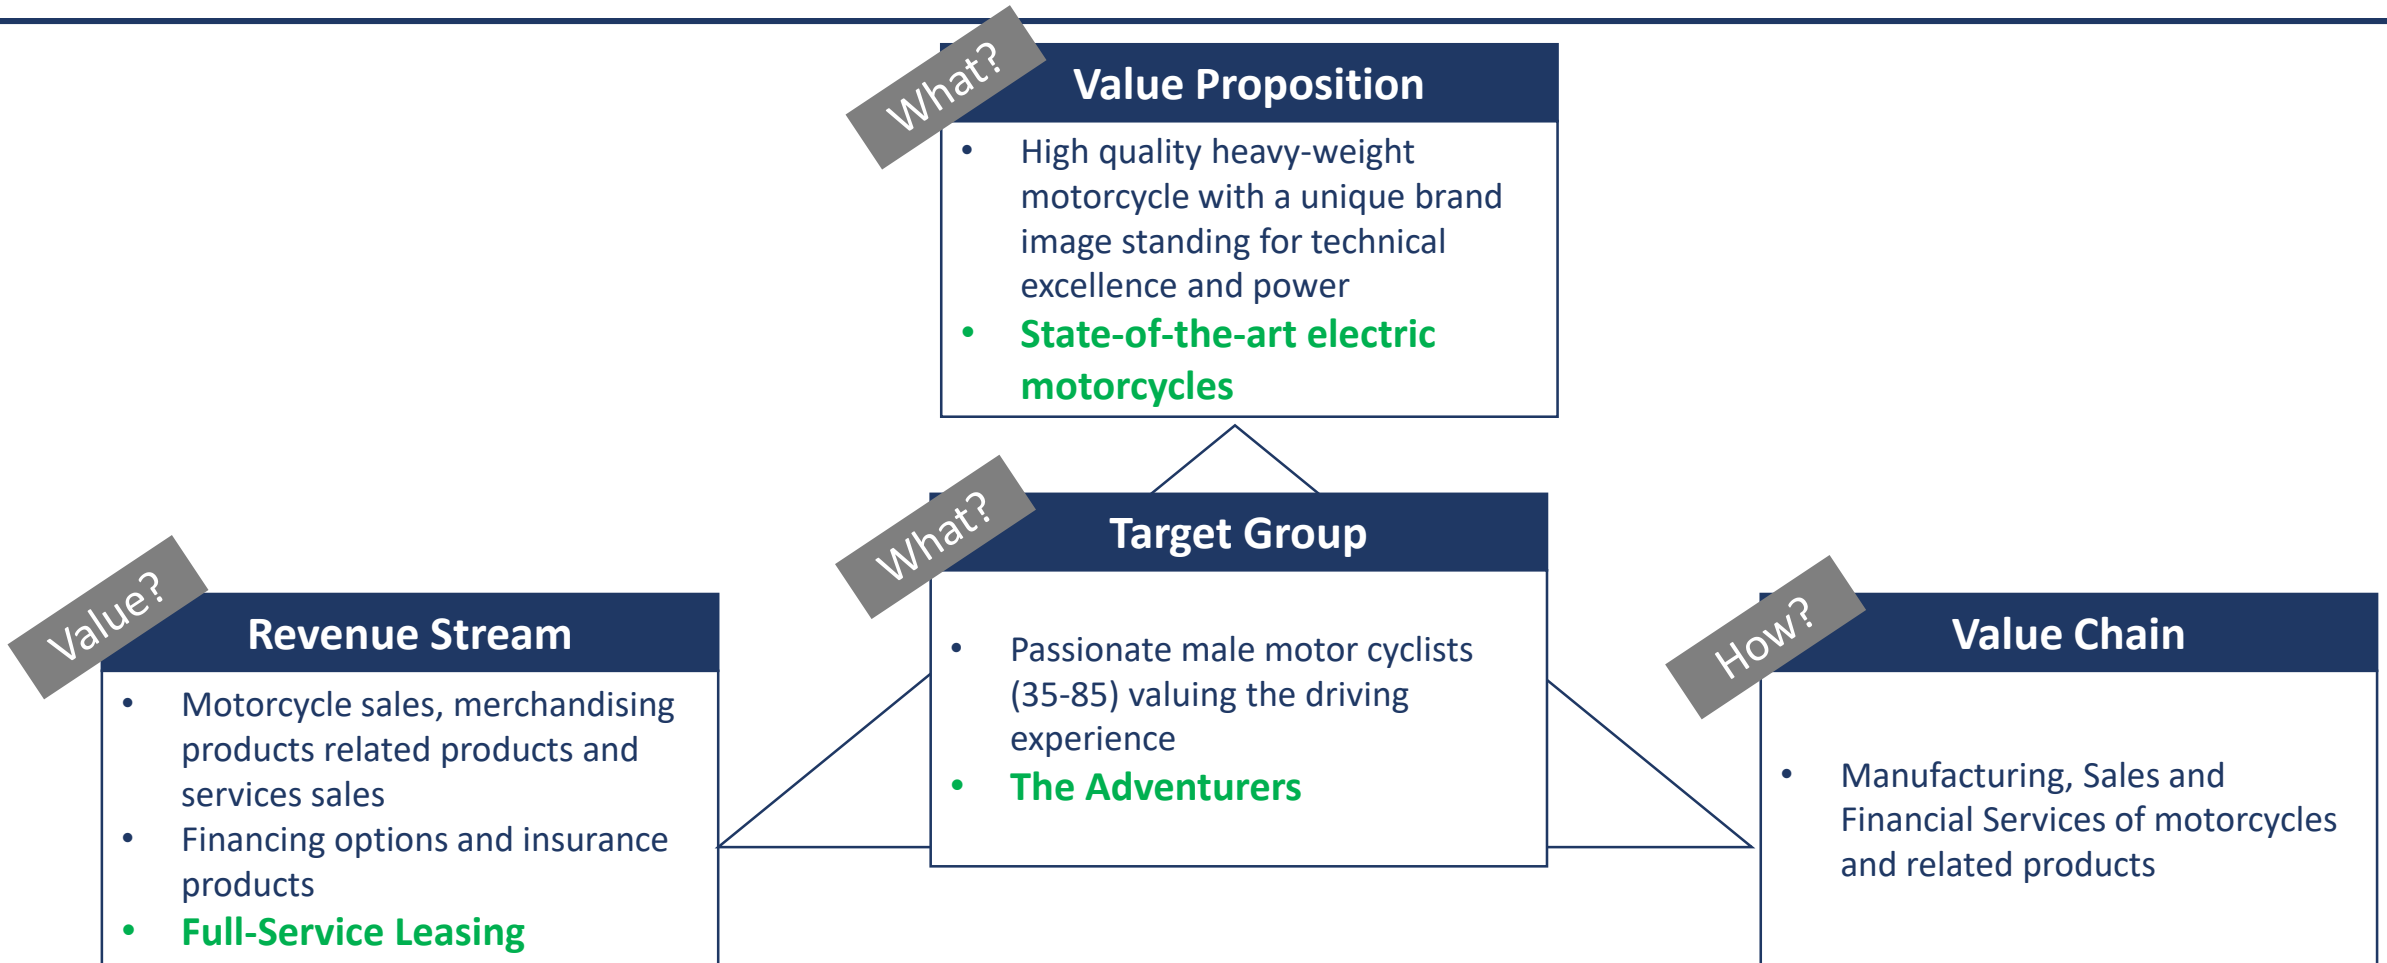 What?
Value Proposition
• High quality heavy-weight
motorcycle with a unique brand
image standing for technical
excellence and power
• State-of-the-art electric
motorcycles
What?
Target Group
• Passionate male motor cyclists
(35-85) valuing the driving
experience
• The Adventurers
Value?
Revenue Stream
• Motorcycle sales, merchandising
products related products and
services sales
• Financing options and insurance
products
• Full-Service Leasing
How?
Value Chain
• Manufacturing, Sales and
Financial Services of motorcycles
and related products